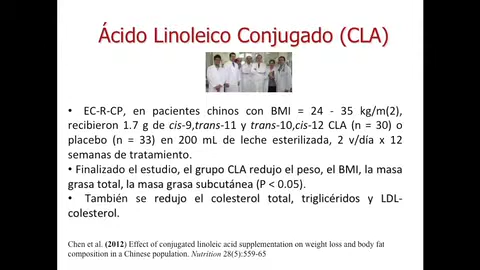 Ácido Linoleico Conjugado (CLA)
• EC-R-CP, en pacientes chinos con BMI = 24 - 35 kg/m(2),
recibieron 1.7 g de cis-9,trans-11 y trans-10,cis-12 CLA (n = 30) o
placebo (n = 33) en 200 mL de leche esterilizada, 2 v/día x 12
semanas de tratamiento.
• Finalizado el estudio, el grupo CLA redujo el peso, el BMI, la masa
grasa total, la masa grasa subcutánea (P < 0.05).
• También se redujo el colesterol total, triglicéridos y LDL-
colesterol.
Chen et al. (2012) Effect of conjugated linoleic acid supplementation on weight loss and body fat
composition in a Chinese population. Nutrition 28(5):559-65